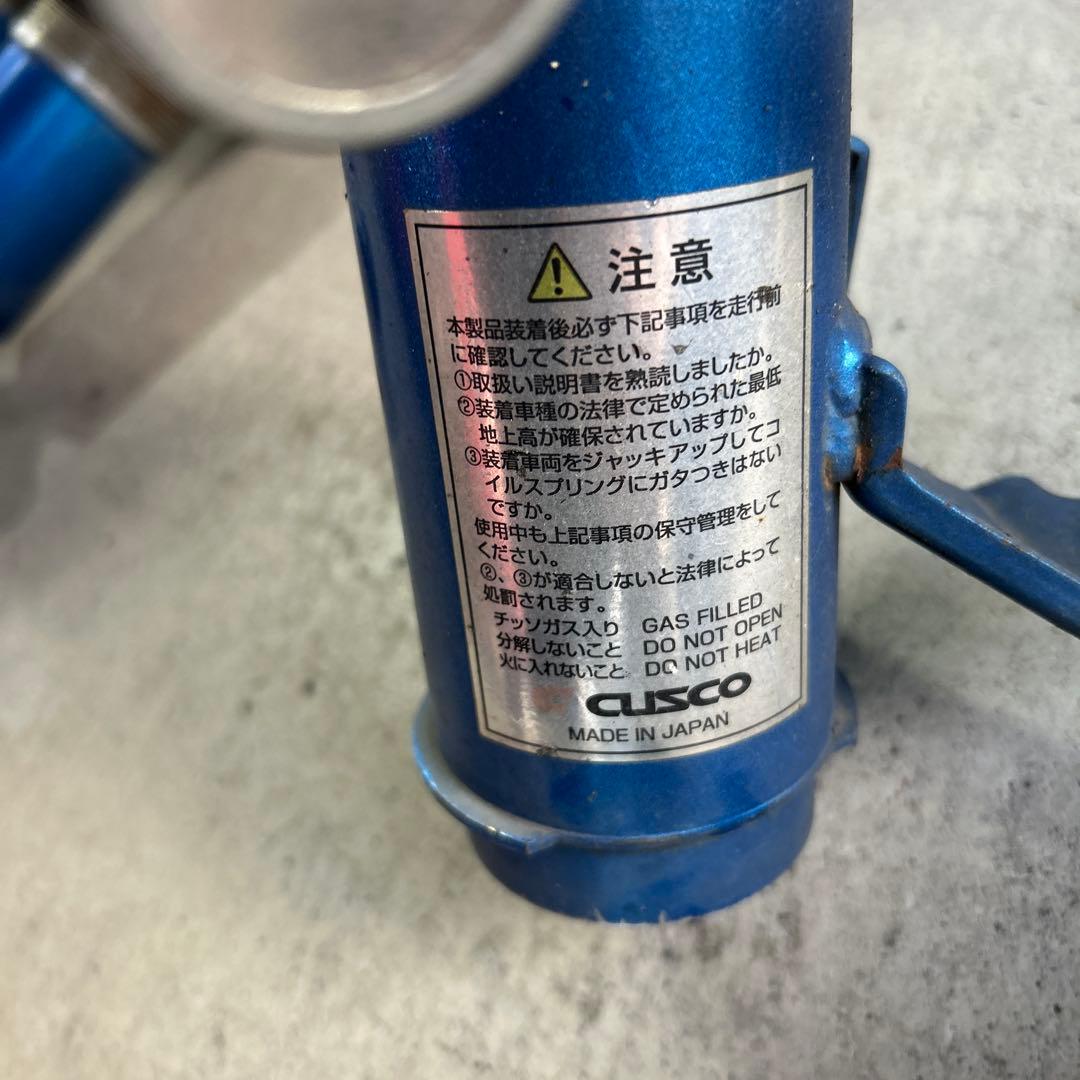 注意
本製品装着後必ず下記事項を走行前
に確認してください。
①取扱い説明書を熟読しましたか。
②装着車種の法律で定められた最低
地上高が確保されていますか。
③装着車両をジャッキアップしてコ
イルスプリングにガタつきはない
ですか。
使用中も上記事項の保守管理をして
ください。
②、③が適合しないと法律によって
処罰されます。
チッソガス入り GAS FILLED
分解しないこと DO NOT OPEN
火に入れないこと DO NOT HEAT
CUSCO
MADE IN JAPAN